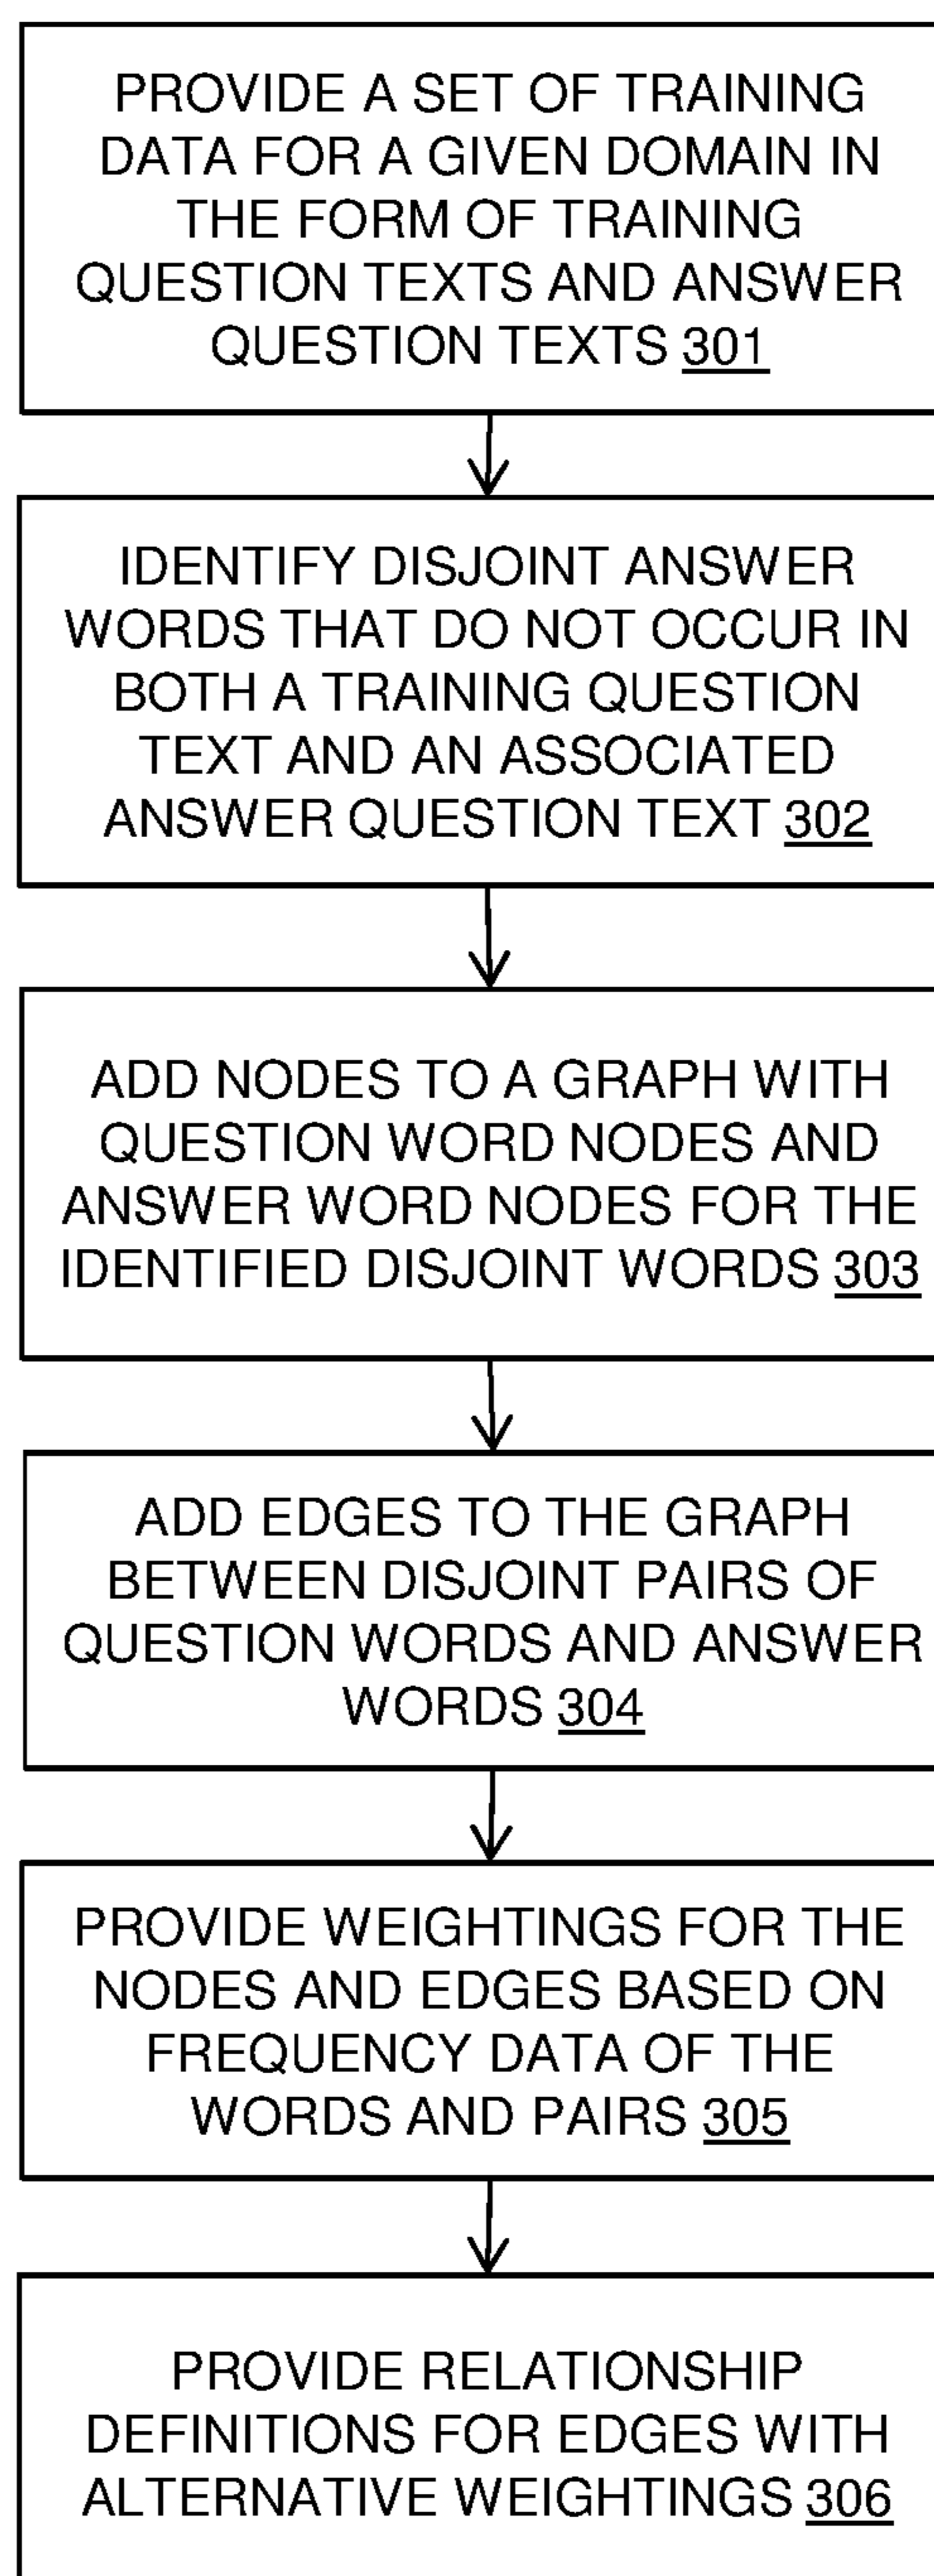 PROVIDE A SET OF TRAINING
DATA FOR A GIVEN DOMAIN IN
THE FORM OF TRAINING
QUESTION TEXTS AND ANSWER
QUESTION TEXTS 301
IDENTIFY DISJOINT ANSWER
WORDS THAT DO NOT OCCUR IN
BOTH A TRAINING QUESTION
TEXT AND AN ASSOCIATED
ANSWER QUESTION TEXT 302
ADD NODES TO A GRAPH WITH
QUESTION WORD NODES AND
ANSWER WORD NODES FOR THE
IDENTIFIED DISJOINT WORDS 303
ADD EDGES TO THE GRAPH
BETWEEN DISJOINT PAIRS OF
QUESTION WORDS AND ANSWER
WORDS 304
PROVIDE WEIGHTINGS FOR THE
NODES AND EDGES BASED ON
FREQUENCY DATA OF THE
WORDS AND PAIRS 305
PROVIDE RELATIONSHIP
DEFINITIONS FOR EDGES WITH
ALTERNATIVE WEIGHTINGS 306